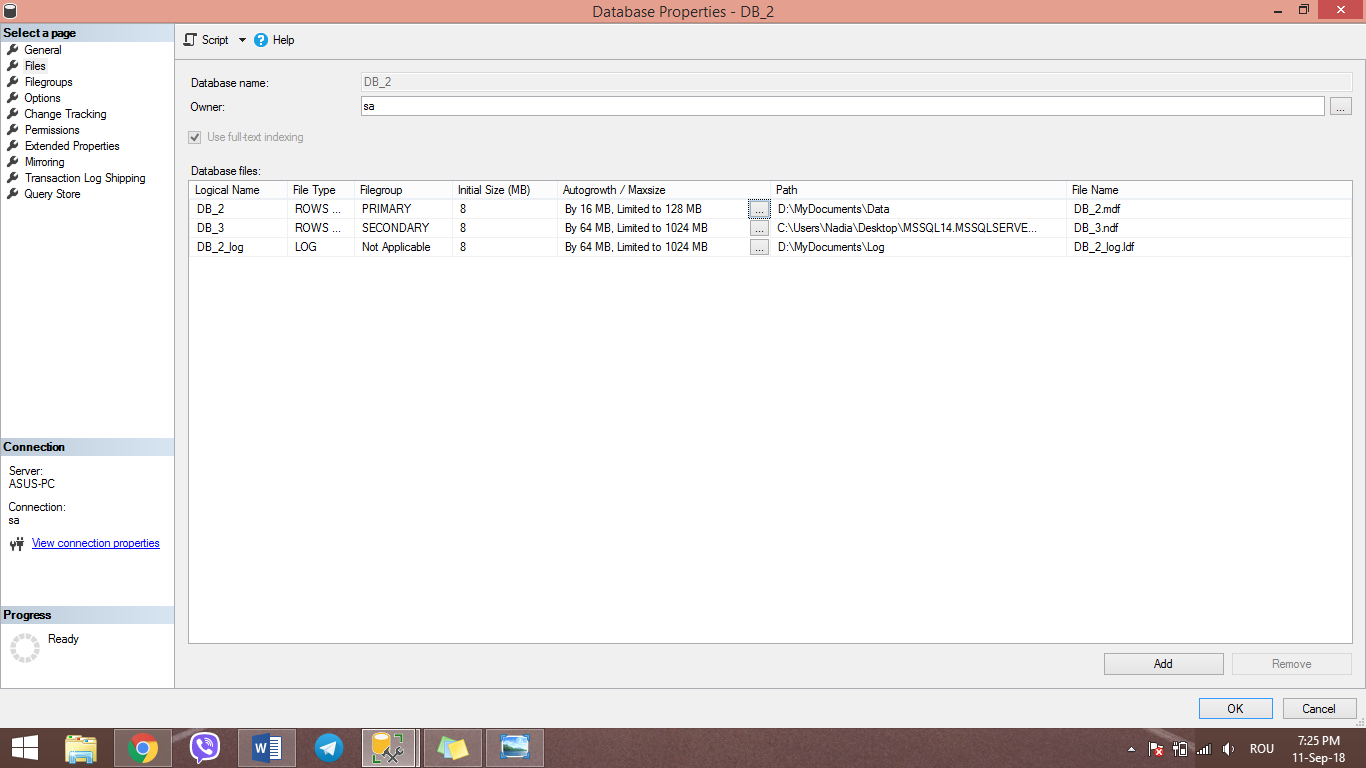 Database Properties - DB_2
Select a page
General
Files
Filegroups
Options
Change Tracking
Permissions
Extended Properties
Mirroring
Transaction Log Shipping
Query Store
Connection
Server:
ASUS-PC
Connection:
sa
View connection properties
Progress
Ready
Script Help
Database name: DB_2
Owner: sa ...
Use full-text indexing
Database files:
Logical Name File Type Filegroup Initial Size (MB) Autogrowth / Maxsize Path File Name
DB_2 ROWS ... PRIMARY 8 By 16 MB, Limited to 128 MB ... D:\MyDocuments\Data DB_2.mdf
DB_3 ROWS ... SECONDARY 8 By 64 MB, Limited to 1024 MB ... C:\Users\Nadia\Desktop\MSSQL14.MSSQLSERVE... DB_3.ndf
DB_2_log LOG Not Applicable 8 By 64 MB, Limited to 1024 MB ... D:\MyDocuments\Log DB_2_log.ldf
Add Remove
OK Cancel
ROU
7:25 PM
11-Sep-18